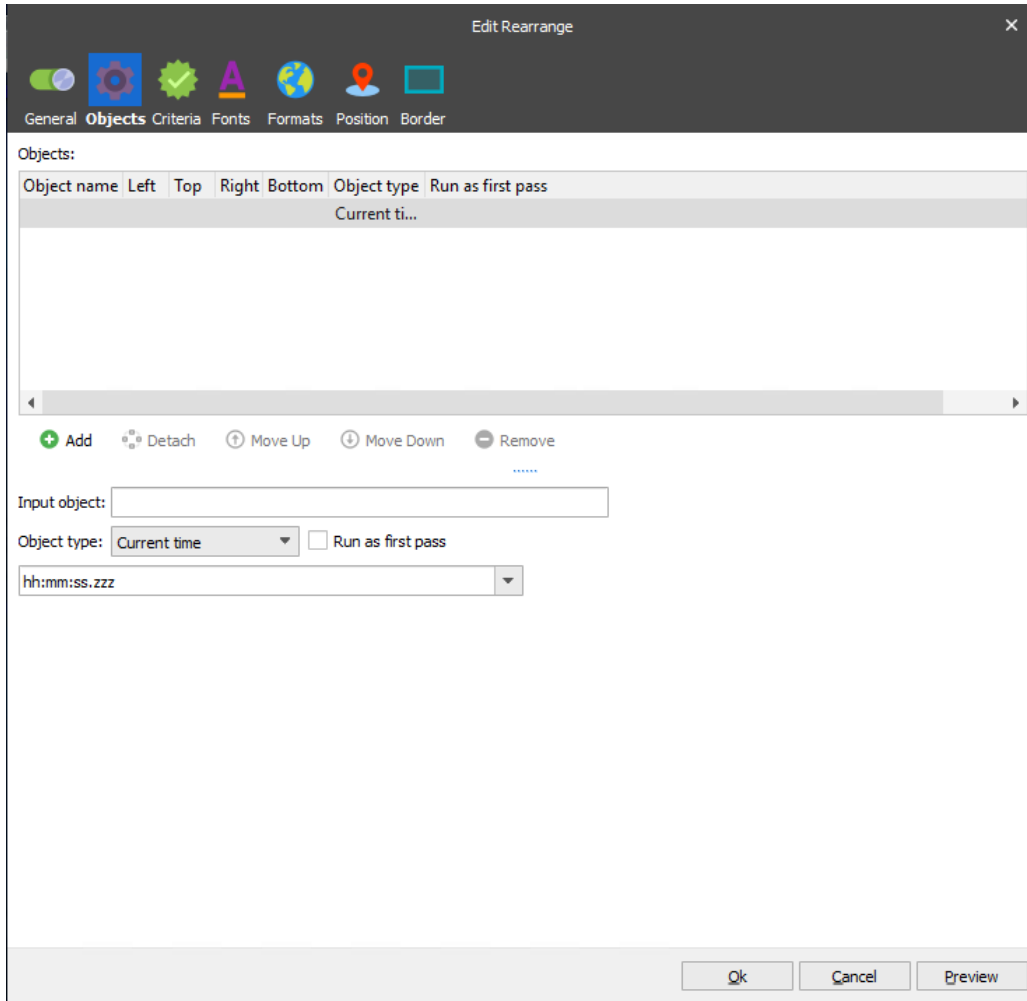 Edit Rearrange
General Objects Criteria Fonts Formats Position Border
Objects:
Object name Left Top Right Bottom Object type Run as first pass
Current ti...
Add Detach Move Up Move Down Remove
Input object:
Object type: Current time Run as first pass
hh:mm:ss.zzz
Ok Cancel Preview